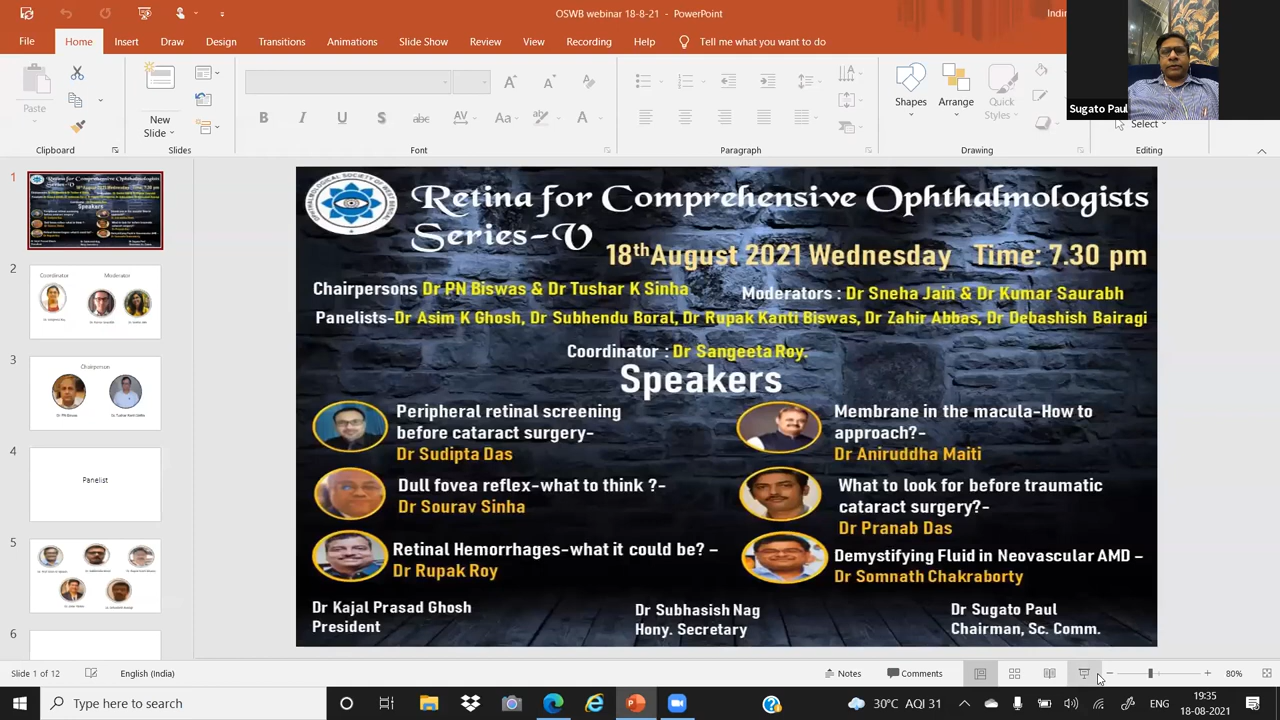 OSWB webinar 18-8-21 - PowerPoint
File Home Insert Draw Design Transitions Animations Slide Show Review View Recording Help Tell me what you want to do
Sugato Paul
Paste
New
Slide
Shapes
Arrange
Quick
Styles
Select
Clipboard
Slides
Font
Paragraph
Drawing
Editing
1
2
Coordinator
Moderator
3
Chairperson
4
Panelist
5
6
Retina for Comprehensive Ophthalmologists
Series-V
18thAugust 2021 Wednesday Time: 7.30 pm
Chairpersons Dr PN Biswas & Dr Tushar K Sinha
Moderators : Dr Sneha Jain & Dr Kumar Saurabh
Panelists-Dr Asim K Ghosh, Dr Subhendu Boral, Dr Rupak Kanti Biswas, Dr Zahir Abbas, Dr Debashish Bairagi
Coordinator : Dr Sangeeta Roy.
Speakers
Peripheral retinal screening
before cataract surgery-
Dr Sudipta Das
Membrane in the macula-How to
approach?-
Dr Aniruddha Maiti
Dull fovea reflex-what to think ?-
Dr Sourav Sinha
What to look for before traumatic
cataract surgery?-
Dr Pranab Das
Retinal Hemorrhages-what it could be? –
Dr Rupak Roy
Demystifying Fluid in Neovascular AMD –
Dr Somnath Chakraborty
Dr Kajal Prasad Ghosh
President
Dr Subhasish Nag
Hony. Secretary
Dr Sugato Paul
Chairman, Sc. Comm.
Slide 1 of 12
English (India)
Notes
Comments
80%
Type here to search
30°C AQI 31
ENG
19:35
18-08-2021